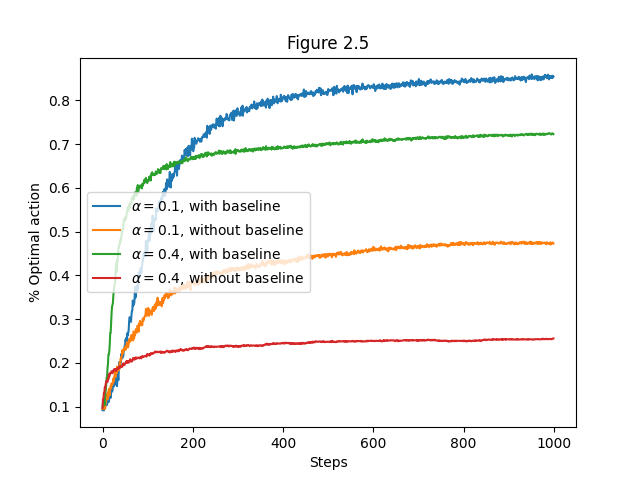 Figure 2.5
% Optimal action
0.8
0.7
0.6
0.5
0.4
0.3
0.2
0.1
α = 0.1, with baseline
α = 0.1, without baseline
α = 0.4, with baseline
α = 0.4, without baseline
0 200 400 600 800 1000
Steps